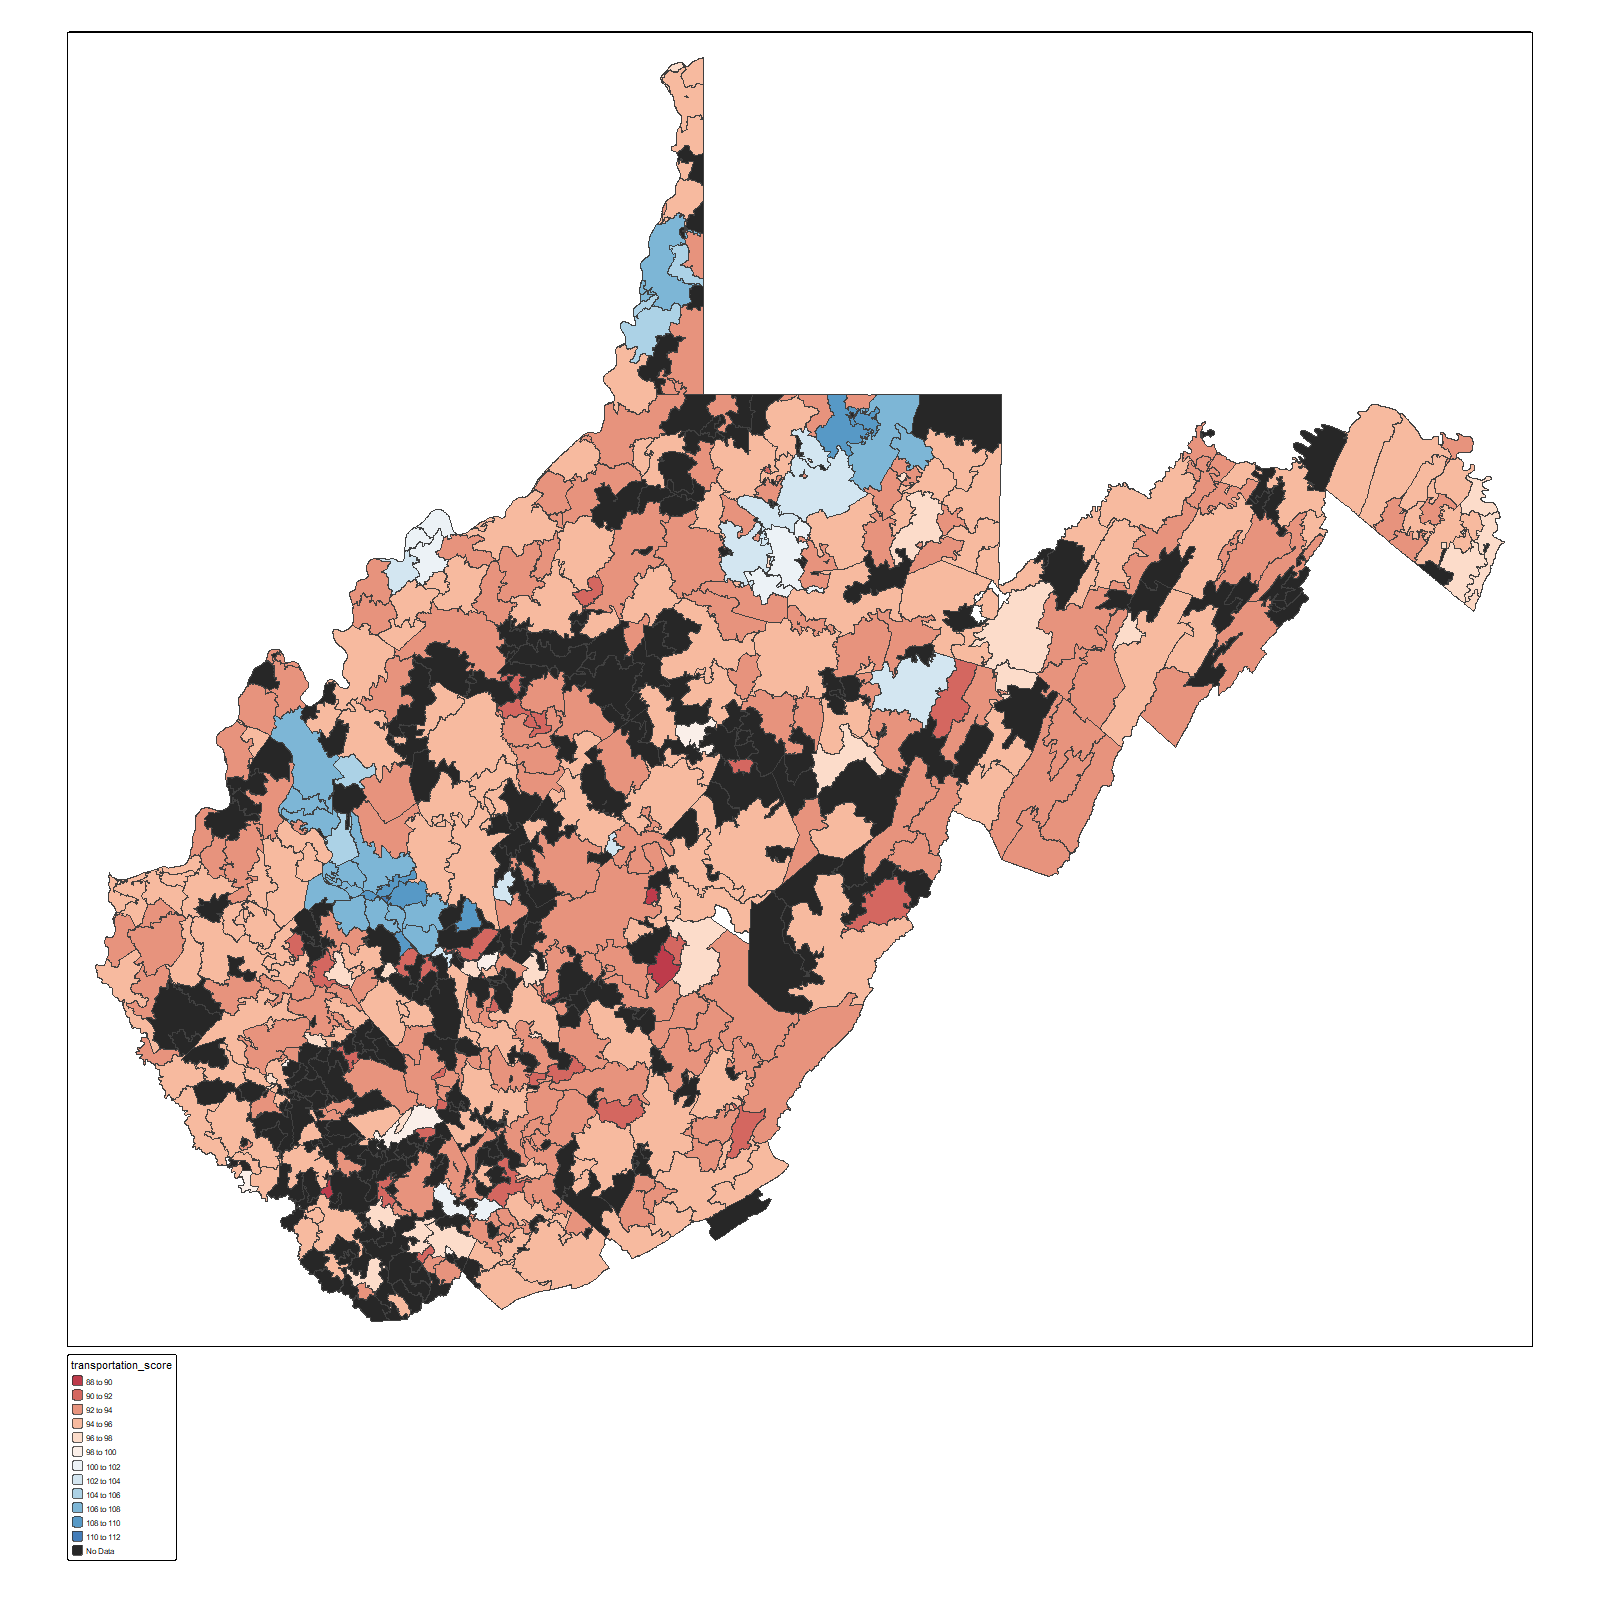 transportation_score
88 to 90
90 to 92
92 to 94
94 to 96
96 to 98
98 to 100
100 to 102
102 to 104
104 to 106
106 to 108
108 to 110
110 to 112
No Data